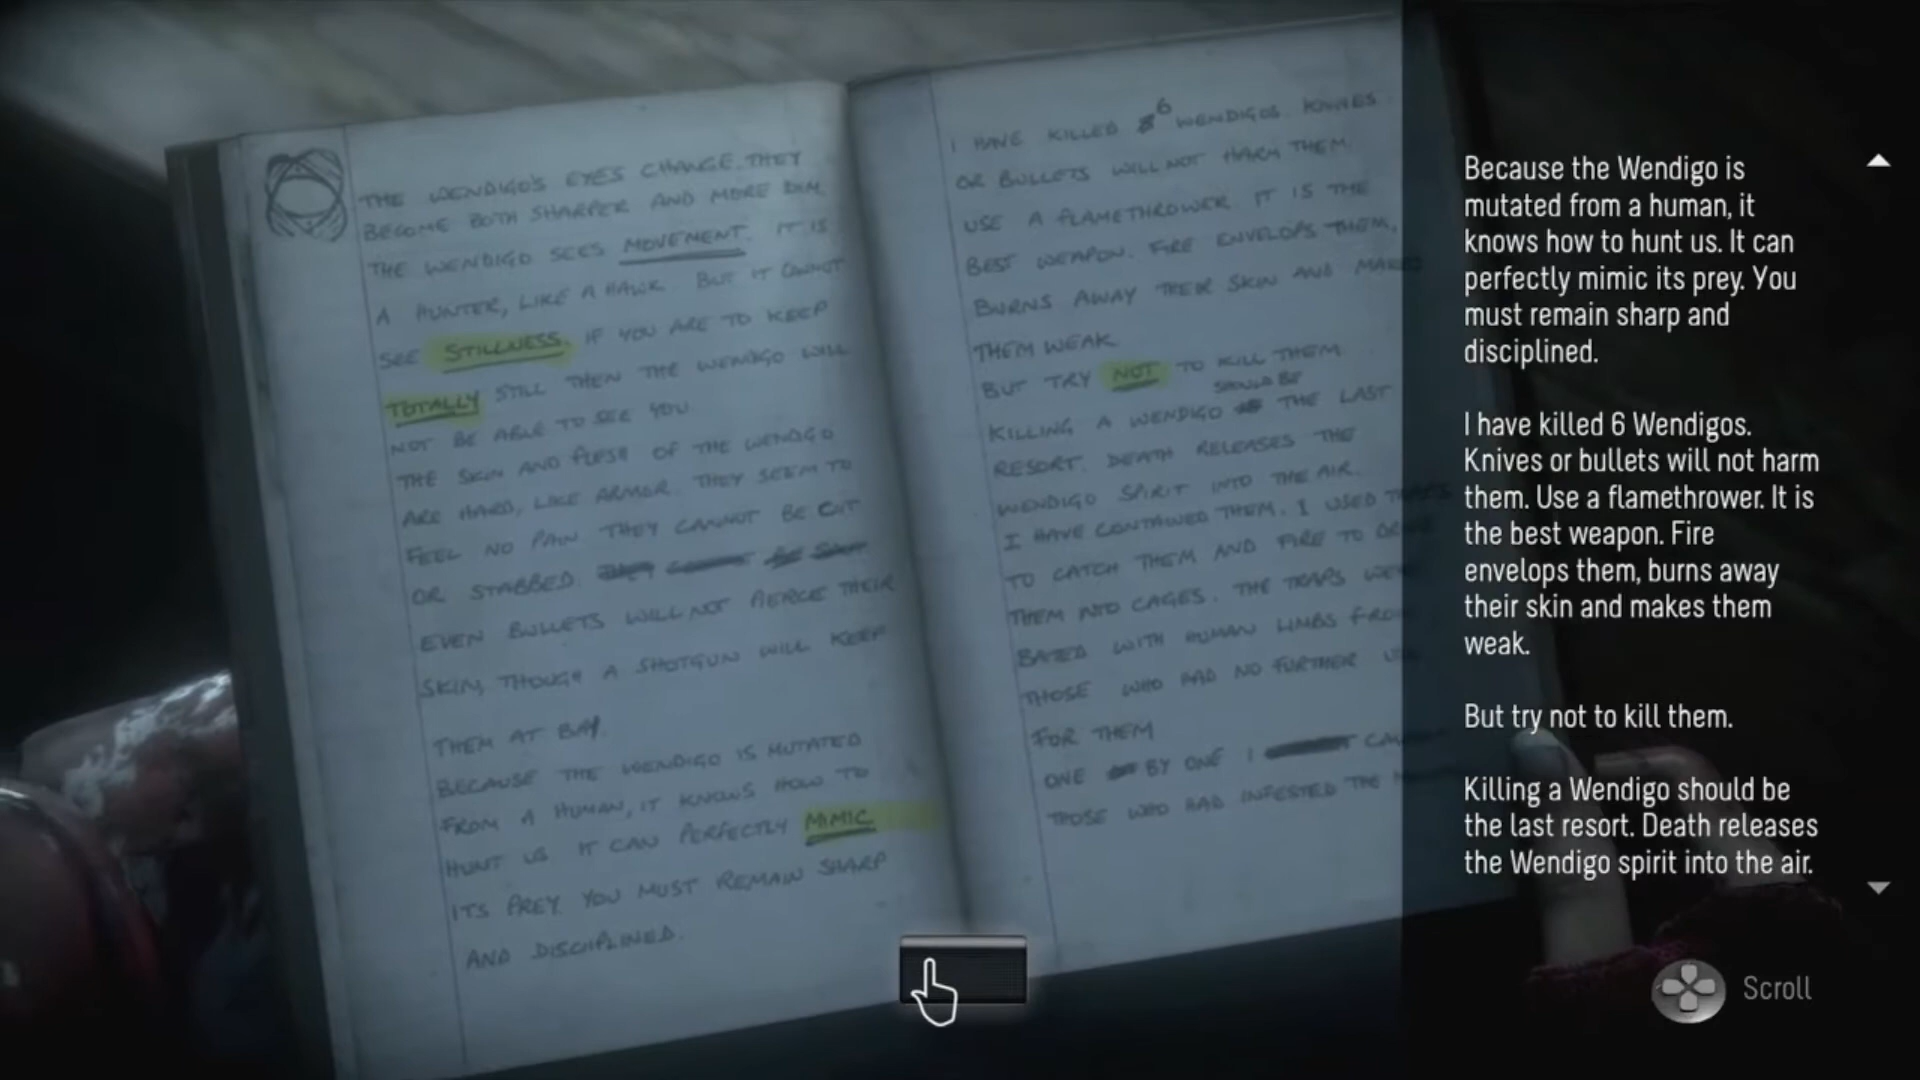 THE WENDIGO'S EYES CHANGE. THEY
BECOME BOTH SHARPER AND MORE DIM.
THE WENDIGO SEES MOVEMENT. IT IS
A HUNTER, LIKE A HAWK. BUT IT CANNOT
SEE STILLNESS. IF YOU ARE TO KEEP
TOTALLY STILL THEN THE WENDIGO WILL
NOT BE ABLE TO SEE YOU
THE SKIN AND FLESH OF THE WENDIGO
ARE HARD, LIKE ARMOR. THEY SEEM TO
FEEL NO PAIN. THEY CANNOT BE CUT
OR STABBED.
EVEN BULLETS WILL NOT PIERCE THEIR
SKIN, THOUGH A SHOTGUN WILL KEEP
THEM AT BAY.
BECAUSE THE WENDIGO IS MUTATED
FROM A HUMAN, IT KNOWS HOW TO
HUNT US. IT CAN PERFECTLY MIMIC
ITS PREY. YOU MUST REMAIN SHARP
AND DISCIPLINED.
I HAVE KILLED 6 WENDIGOS. KNIVES
OR BULLETS WILL NOT HARM THEM.
USE A FLAMETHROWER. IT IS THE
BEST WEAPON. FIRE ENVELOPS THEM,
BURNS AWAY THEIR SKIN AND MAKES
THEM WEAK.
BUT TRY NOT TO KILL THEM.
KILLING A WENDIGO SHOULD BE THE LAST
RESORT. DEATH RELEASES THE
WENDIGO SPIRIT INTO THE AIR.
I HAVE CONTAINED THEM. I USED TRAPS
TO CATCH THEM AND FIRE TO DRIVE
THEM INTO CAGES. THE TRAPS WERE
BATED WITH HUMAN LIMBS FROM
THOSE WHO HAD NO FURTHER USE
FOR THEM
ONE BY ONE I
THOSE WHO HAD INFESTED THE
Because the Wendigo is
mutated from a human, it
knows how to hunt us. It can
perfectly mimic its prey. You
must remain sharp and
disciplined.
I have killed 6 Wendigos.
Knives or bullets will not harm
them. Use a flamethrower. It is
the best weapon. Fire
envelops them, burns away
their skin and makes them
weak.
But try not to kill them.
Killing a Wendigo should be
the last resort. Death releases
the Wendigo spirit into the air.
Scroll